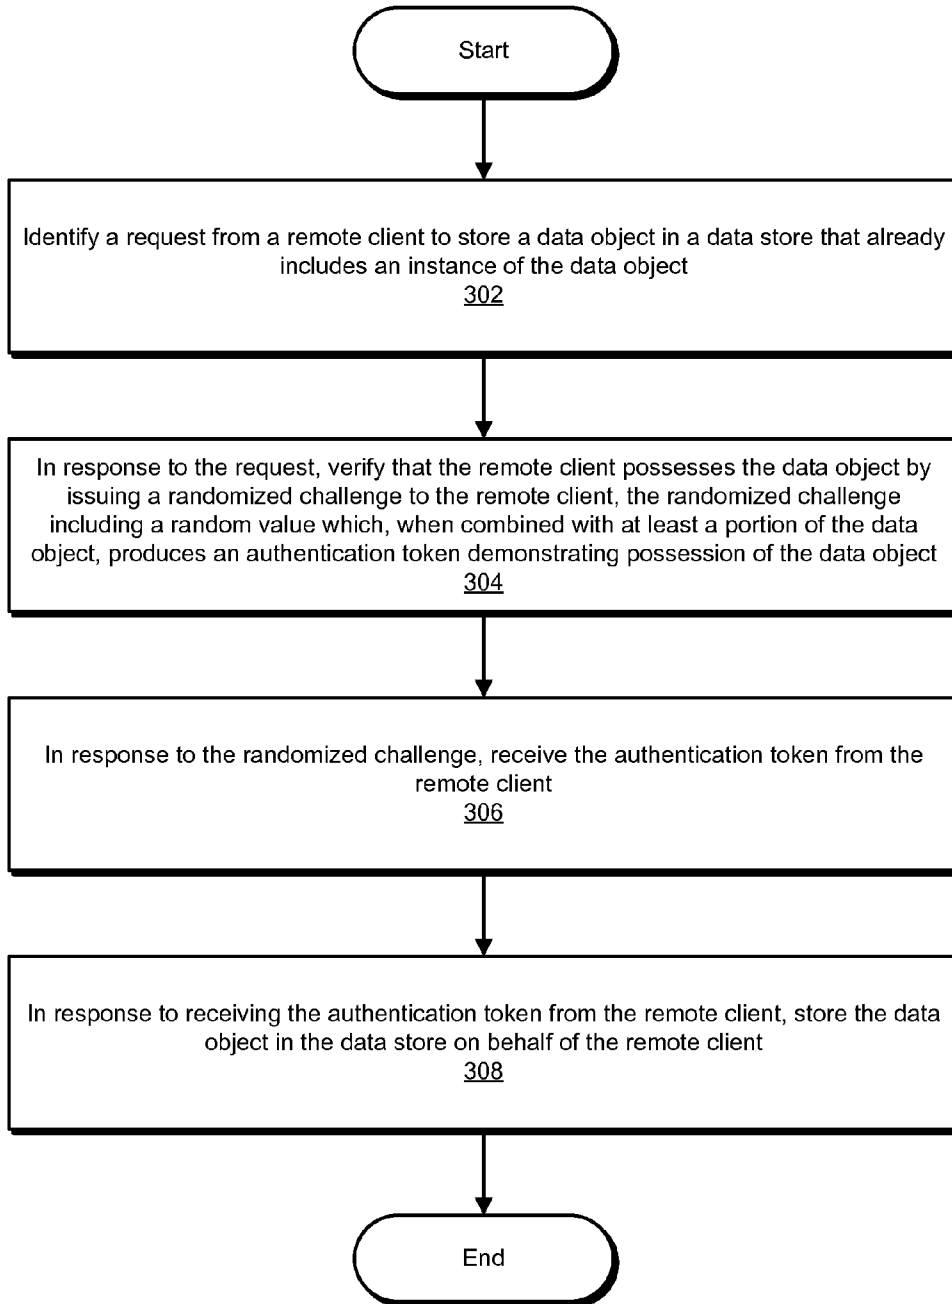 Start
Identify a request from a remote client to store a data object in a data store that already
includes an instance of the data object
302
In response to the request, verify that the remote client possesses the data object by
issuing a randomized challenge to the remote client, the randomized challenge
including a random value which, when combined with at least a portion of the data
object, produces an authentication token demonstrating possession of the data object
304
In response to the randomized challenge, receive the authentication token from the
remote client
306
In response to receiving the authentication token from the remote client, store the data
object in the data store on behalf of the remote client
308
End